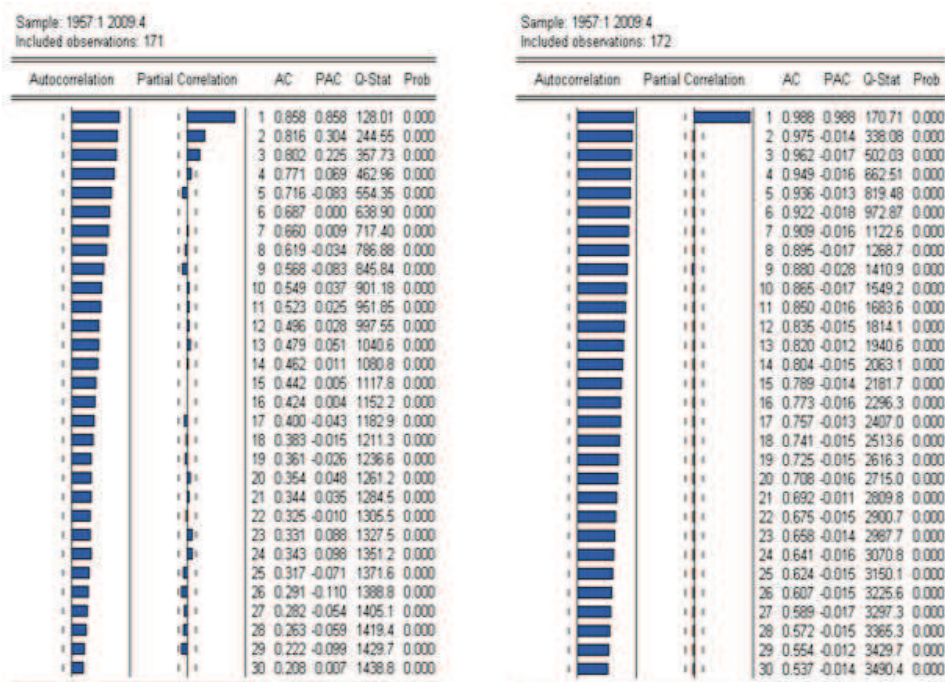 Sample: 1957:1 2009:4
Included observations: 171
Autocorrelation Partial Correlation AC PAC Q-Stat Prob
1 0.858 0.858 128.01 0.000
2 0.816 0.304 244.55 0.000
3 0.802 0.225 357.73 0.000
4 0.771 0.069 462.96 0.000
5 0.716 -0.083 554.35 0.000
6 0.687 0.000 638.90 0.000
7 0.660 0.009 717.40 0.000
8 0.619 -0.034 786.88 0.000
9 0.568 -0.083 845.84 0.000
10 0.549 0.037 901.18 0.000
11 0.523 0.025 951.85 0.000
12 0.496 0.028 997.55 0.000
13 0.479 0.051 1040.6 0.000
14 0.462 0.011 1080.8 0.000
15 0.442 0.005 1117.8 0.000
16 0.424 0.004 1152.2 0.000
17 0.400 -0.043 1182.9 0.000
18 0.383 -0.015 1211.3 0.000
19 0.361 -0.026 1236.6 0.000
20 0.354 0.048 1261.2 0.000
21 0.344 0.035 1284.5 0.000
22 0.325 -0.010 1305.5 0.000
23 0.331 0.088 1327.5 0.000
24 0.343 0.098 1351.2 0.000
25 0.317 -0.071 1371.6 0.000
26 0.291 -0.110 1388.8 0.000
27 0.282 -0.054 1405.1 0.000
28 0.263 -0.059 1419.4 0.000
29 0.222 -0.099 1429.7 0.000
30 0.208 0.007 1438.8 0.000
Sample: 1957:1 2009:4
Included observations: 172
Autocorrelation Partial Correlation AC PAC Q-Stat Prob
1 0.988 0.988 170.71 0.000
2 0.975 -0.014 338.08 0.000
3 0.962 -0.017 502.03 0.000
4 0.949 -0.016 662.51 0.000
5 0.936 -0.013 819.48 0.000
6 0.922 -0.018 972.87 0.000
7 0.909 -0.016 1122.6 0.000
8 0.895 -0.017 1268.7 0.000
9 0.880 -0.028 1410.9 0.000
10 0.865 -0.017 1549.2 0.000
11 0.850 -0.016 1683.6 0.000
12 0.835 -0.015 1814.1 0.000
13 0.820 -0.012 1940.6 0.000
14 0.804 -0.015 2063.1 0.000
15 0.789 -0.014 2181.7 0.000
16 0.773 -0.016 2296.3 0.000
17 0.757 -0.013 2407.0 0.000
18 0.741 -0.015 2513.6 0.000
19 0.725 -0.015 2616.3 0.000
20 0.708 -0.016 2715.0 0.000
21 0.692 -0.011 2809.8 0.000
22 0.675 -0.015 2900.7 0.000
23 0.658 -0.014 2987.7 0.000
24 0.641 -0.016 3070.8 0.000
25 0.624 -0.015 3150.1 0.000
26 0.607 -0.015 3225.6 0.000
27 0.589 -0.017 3297.3 0.000
28 0.572 -0.015 3365.3 0.000
29 0.554 -0.012 3429.7 0.000
30 0.537 -0.014 3490.4 0.000